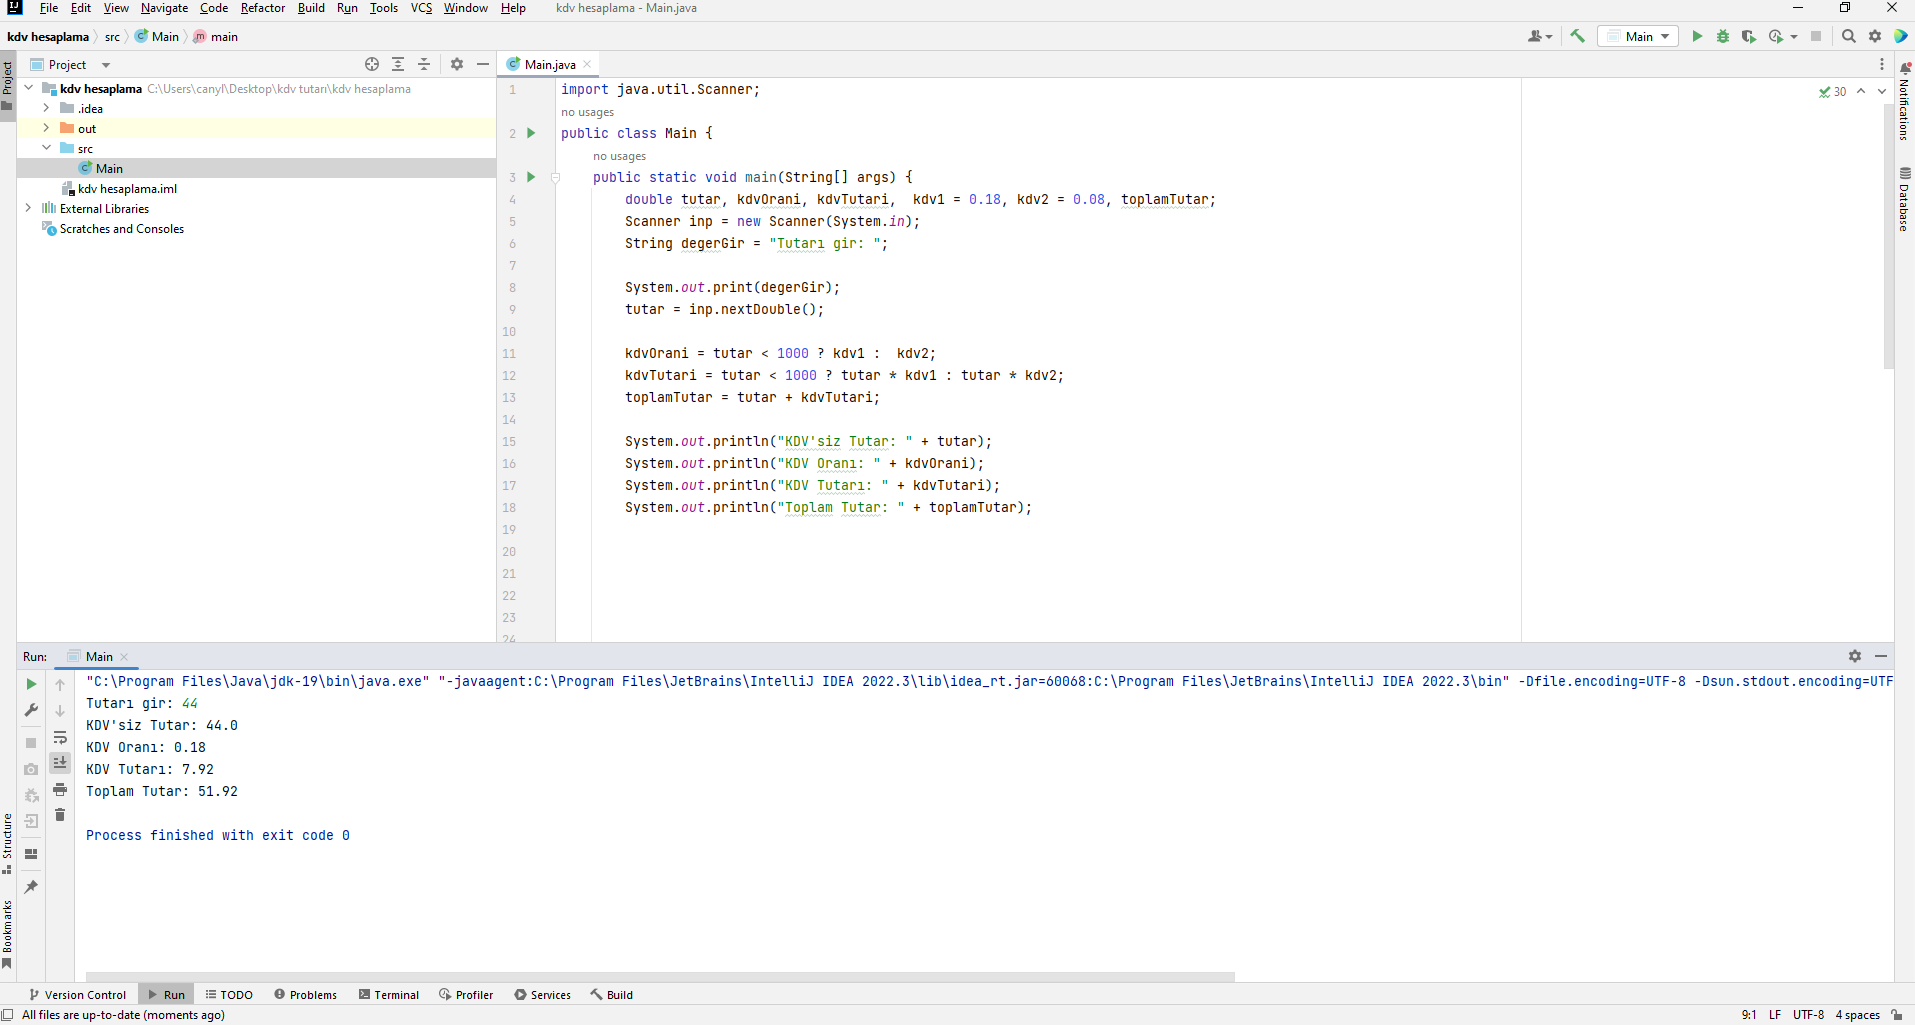 File Edit View Navigate Code Refactor Build Run Tools VCS Window Help kdv hesaplama - Main.java
kdv hesaplama src Main main
Main
Project
Main.java
kdv hesaplama C:\Users\canyl\Desktop\kdv tutarı\kdv hesaplama
.idea
out
src
Main
kdv hesaplama.iml
External Libraries
Scratches and Consoles
1 import java.util.Scanner;
no usages
2 public class Main {
no usages
3 public static void main(String[] args) {
4 double tutar, kdvOrani, kdvTutari,  kdv1 = 0.18, kdv2 = 0.08, toplamTutar;
5 Scanner inp = new Scanner(System.in);
6 String degerGir = "Tutarı gir: ";
7
8 System.out.print(degerGir);
9 tutar = inp.nextDouble();
10
11 kdvOrani = tutar < 1000 ? kdv1 :  kdv2;
12 kdvTutari = tutar < 1000 ? tutar * kdv1 : tutar * kdv2;
13 toplamTutar = tutar + kdvTutari;
14
15 System.out.println("KDV'siz Tutar: " + tutar);
16 System.out.println("KDV Oranı: " + kdvOrani);
17 System.out.println("KDV Tutarı: " + kdvTutari);
18 System.out.println("Toplam Tutar: " + toplamTutar);
19
20
21
22
23
24
30
Project
Structure
Bookmarks
Notifications
Database
Run: Main
"C:\Program Files\Java\jdk-19\bin\java.exe" "-javaagent:C:\Program Files\JetBrains\IntelliJ IDEA 2022.3\lib\idea_rt.jar=60068:C:\Program Files\JetBrains\IntelliJ IDEA 2022.3\bin" -Dfile.encoding=UTF-8 -Dsun.stdout.encoding=UTF
Tutarı gir: 44
KDV'siz Tutar: 44.0
KDV Oranı: 0.18
KDV Tutarı: 7.92
Toplam Tutar: 51.92
Process finished with exit code 0
Version Control Run TODO Problems Terminal Profiler Services Build
All files are up-to-date (moments ago) 9:1 LF UTF-8 4 spaces